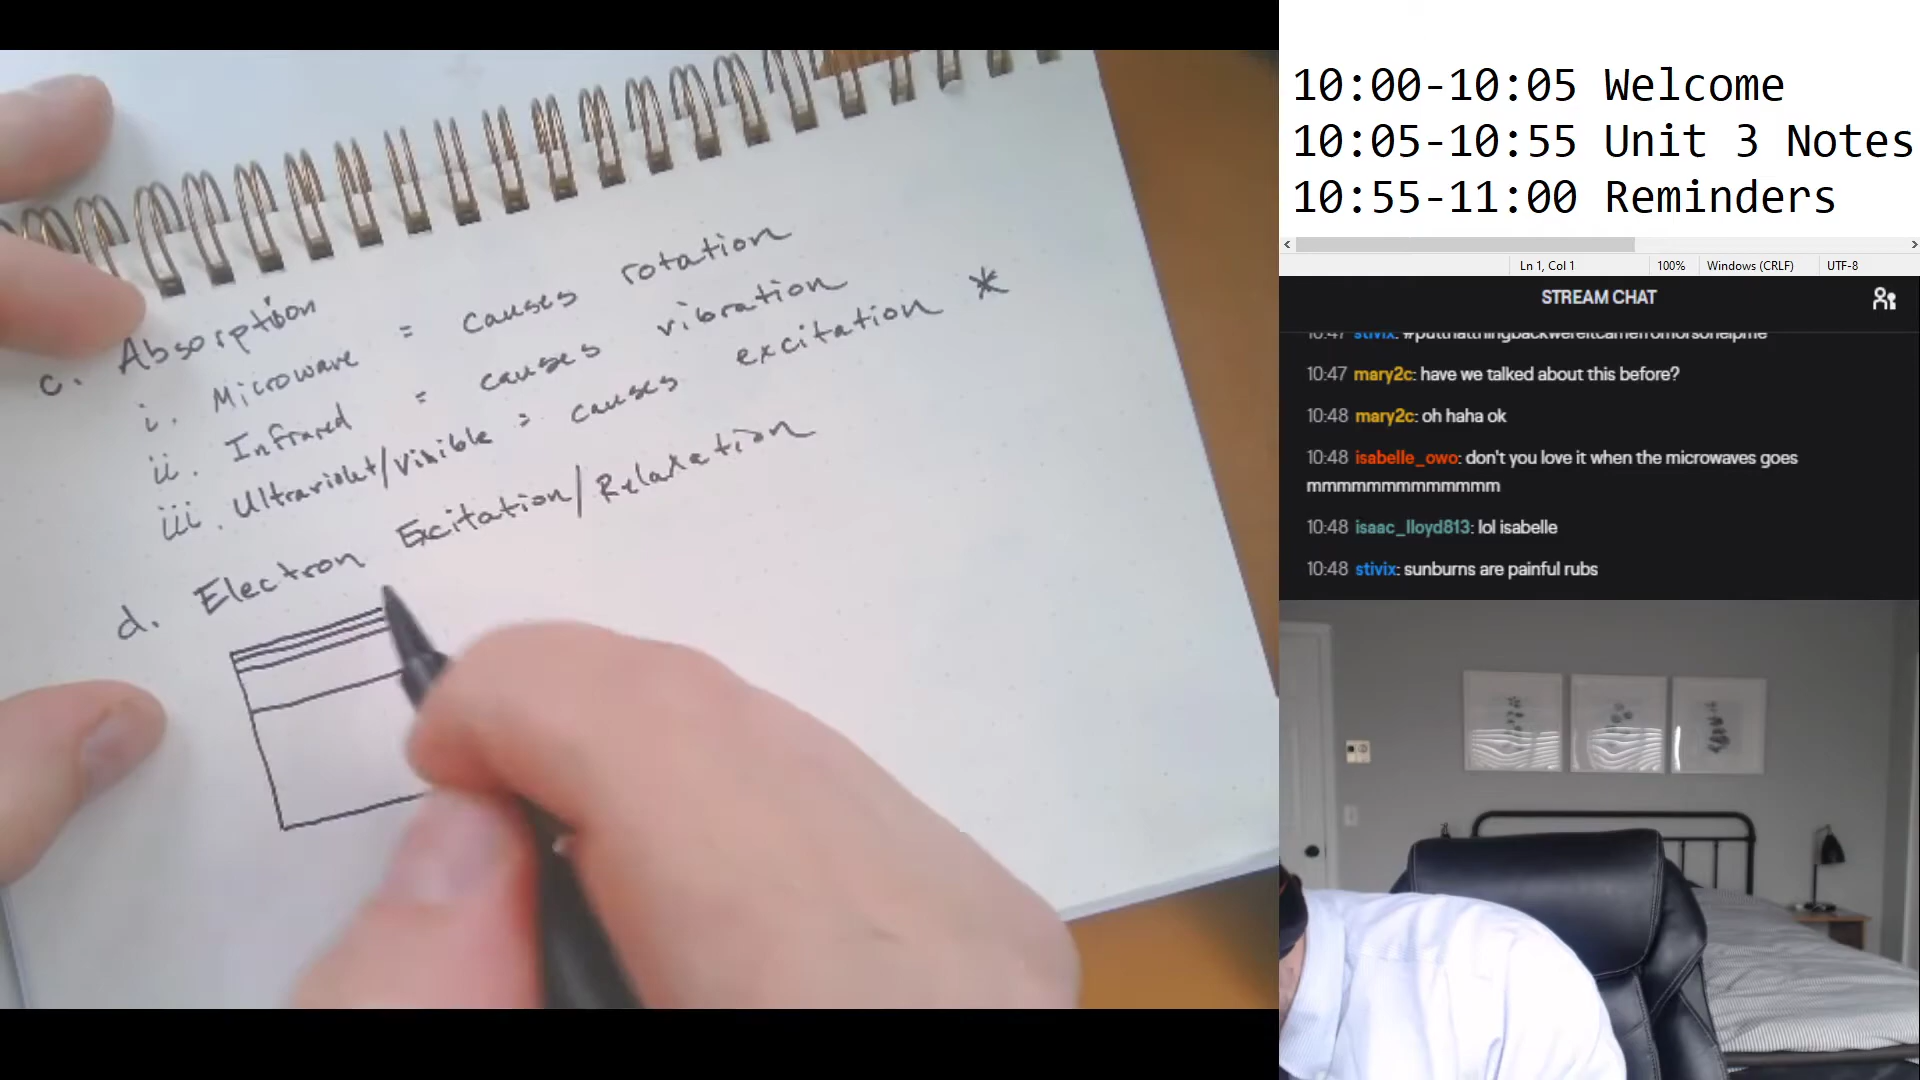 c. Absorption
i. Microwave = causes rotation
ii. Infrared = causes vibration
iii. Ultraviolet/visible = causes excitation *
d. Electron Excitation/Relaxation
10:00-10:05 Welcome
10:05-10:55 Unit 3 Notes
10:55-11:00 Reminders
Ln 1, Col 1 100% Windows (CRLF) UTF-8
STREAM CHAT
10:47 stivix: #putthatthingbackwereitcamefromorsohelpme
10:47 mary2c: have we talked about this before?
10:48 mary2c: oh haha ok
10:48 isabelle_owo: don't you love it when the microwaves goes
mmmmmmmmmmmmm
10:48 isaac_lloyd813: lol isabelle
10:48 stivix: sunburns are painful rubs